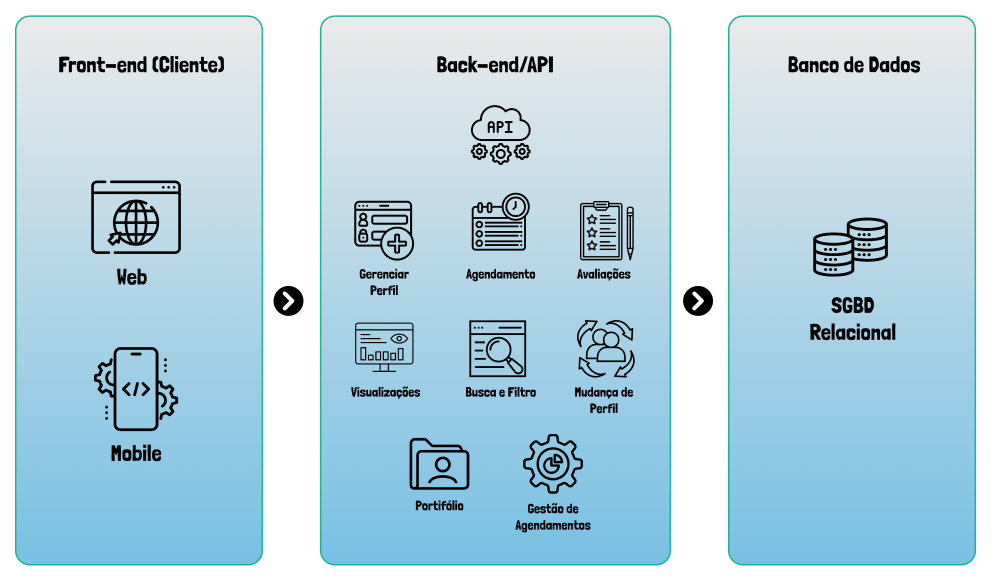 Front-end (Cliente)
Web
</>
Mobile
Back-end/API
API
Gerenciar
Perfil
Agendamento
Avaliações
Visualizações
Busca e Filtro
Mudança de
Perfil
Portifólio
Gestão de
Agendamentos
Banco de Dados
SGBD
Relacional